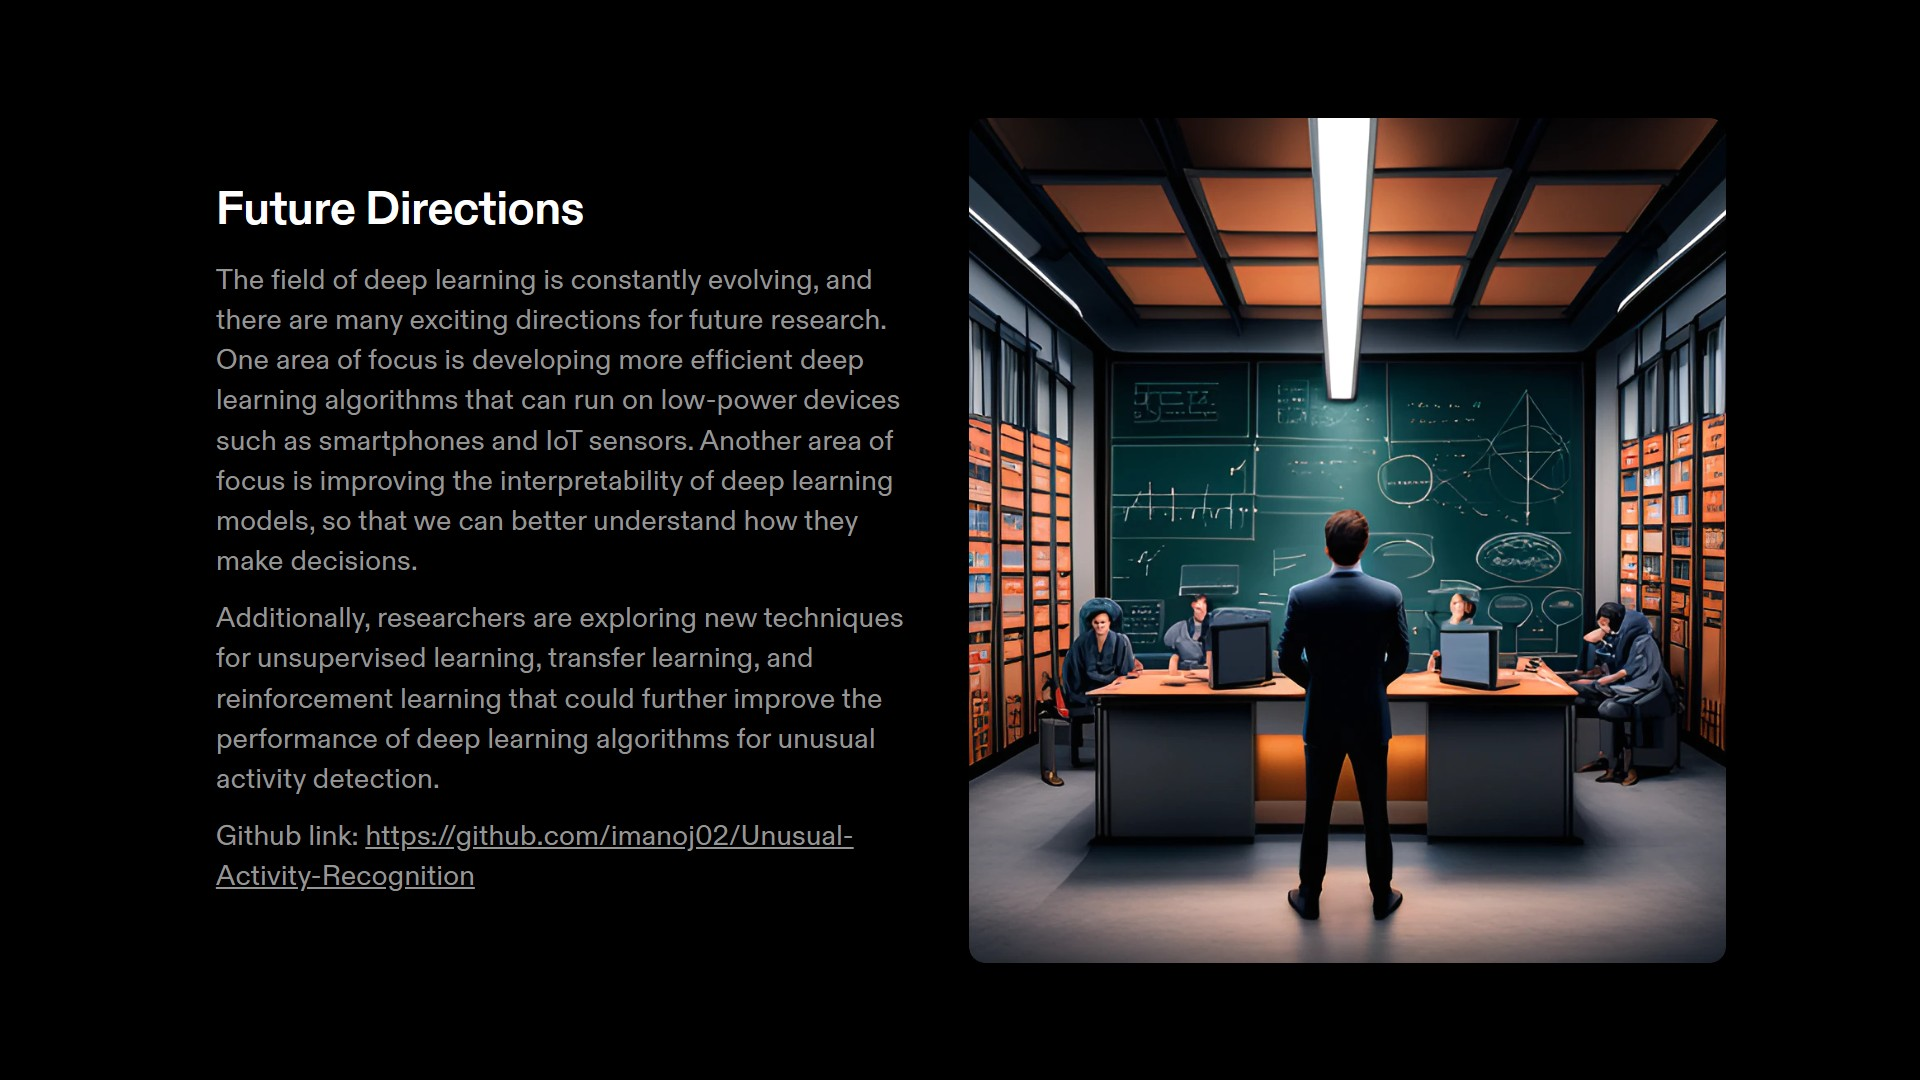 Future Directions
The field of deep learning is constantly evolving, and
there are many exciting directions for future research.
One area of focus is developing more efficient deep
learning algorithms that can run on low-power devices
such as smartphones and IoT sensors. Another area of
focus is improving the interpretability of deep learning
models, so that we can better understand how they
make decisions.
Additionally, researchers are exploring new techniques
for unsupervised learning, transfer learning, and
reinforcement learning that could further improve the
performance of deep learning algorithms for unusual
activity detection.
Github link: https://github.com/imanoj02/Unusual-
Activity-Recognition